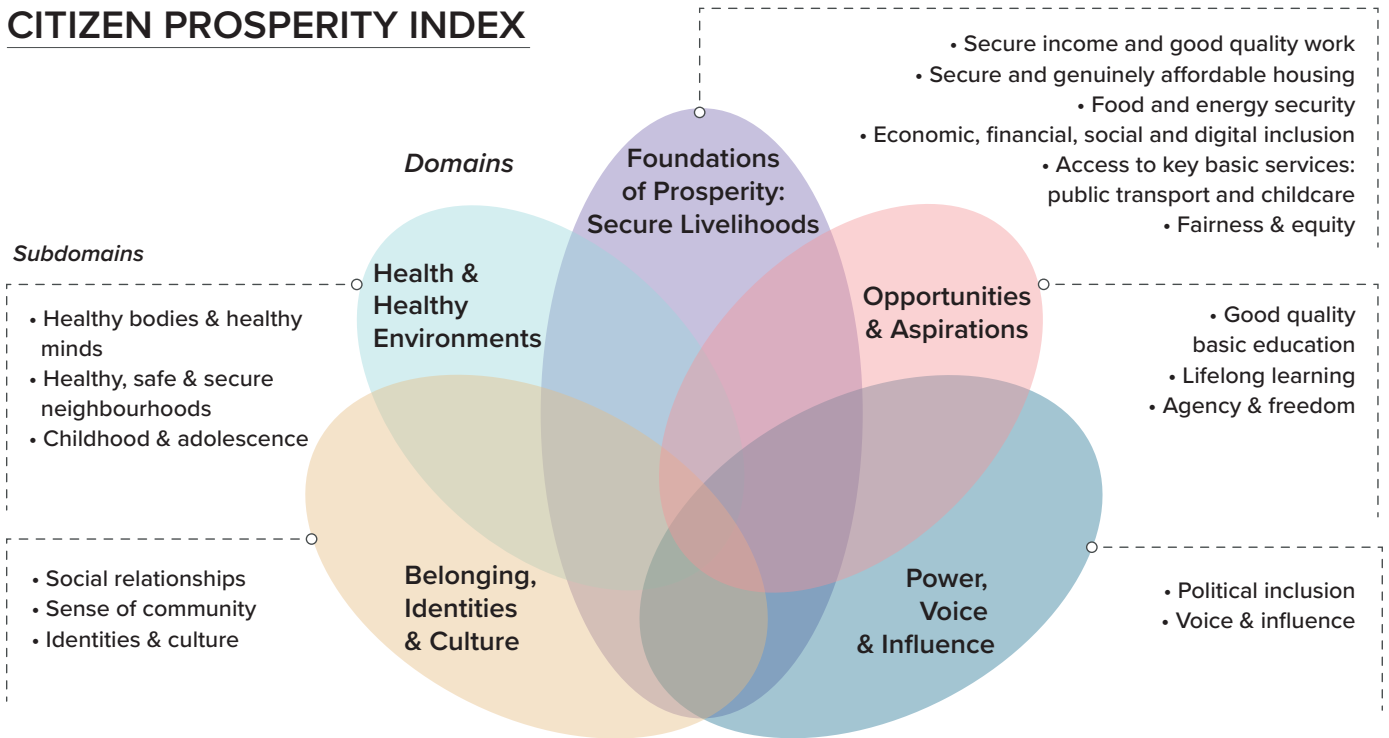 CITIZEN PROSPERITY INDEX
Domains
Subdomains
Foundations
of Prosperity:
Secure Livelihoods
• Secure income and good quality work
• Secure and genuinely affordable housing
• Food and energy security
• Economic, financial, social and digital inclusion
• Access to key basic services:
public transport and childcare
• Fairness & equity
Health &
Healthy
Environments
• Healthy bodies & healthy
minds
• Healthy, safe & secure
neighbourhoods
• Childhood & adolescence
Opportunities
& Aspirations
• Good quality
basic education
• Lifelong learning
• Agency & freedom
Belonging,
Identities
& Culture
• Social relationships
• Sense of community
• Identities & culture
Power,
Voice
& Influence
• Political inclusion
• Voice & influence